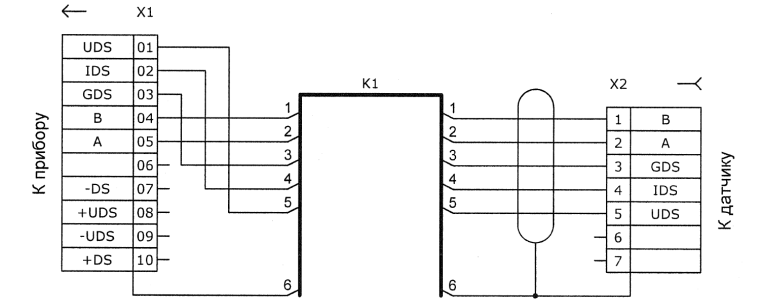 X1
UDS 01
IDS 02
GDS 03
B 04
A 05
06
-DS 07
+UDS 08
-UDS 09
+DS 10
К прибору
K1
1
2
3
4
5
6
1
2
3
4
5
6
X2
1 B
2 A
3 GDS
4 IDS
5 UDS
6
7
К датчику